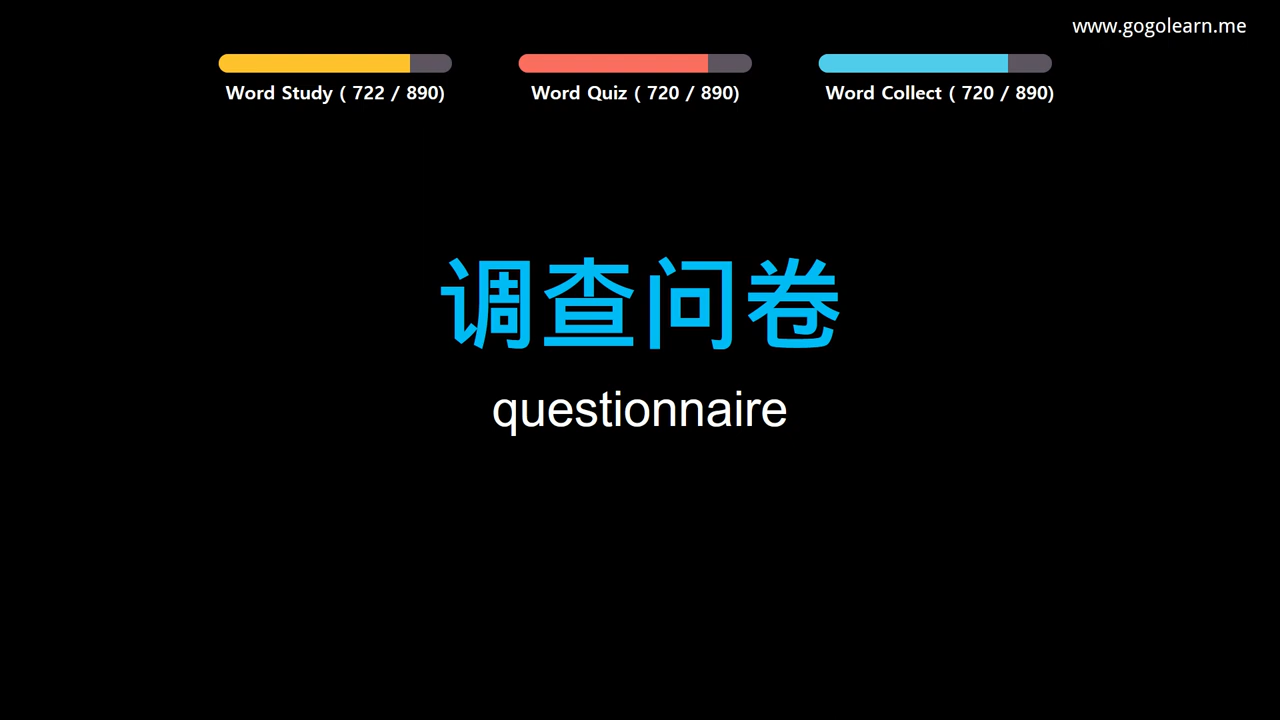 www.gogolearn.me
Word Study ( 722 / 890)
Word Quiz ( 720 / 890)
Word Collect ( 720 / 890)
调查问卷
questionnaire